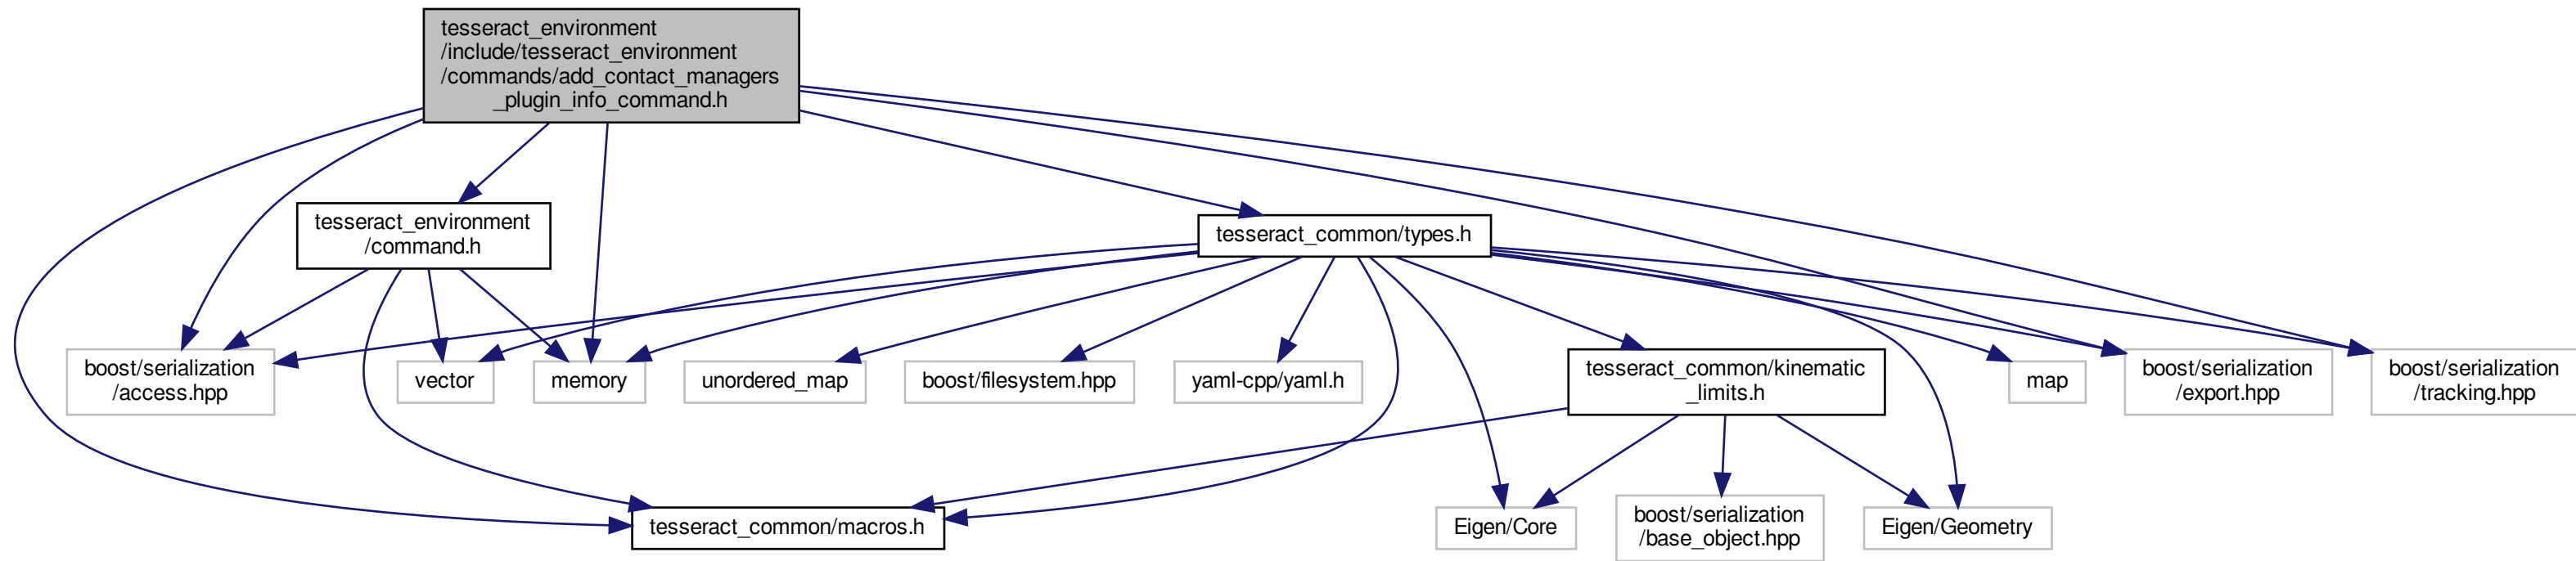 tesseract_environment
/include/tesseract_environment
/commands/add_contact_managers
_plugin_info_command.h
tesseract_environment
/command.h
tesseract_common/types.h
boost/serialization
/access.hpp
vector
memory
unordered_map
boost/filesystem.hpp
yaml-cpp/yaml.h
tesseract_common/kinematic
_limits.h
map
boost/serialization
/export.hpp
boost/serialization
/tracking.hpp
tesseract_common/macros.h
Eigen/Core
boost/serialization
/base_object.hpp
Eigen/Geometry